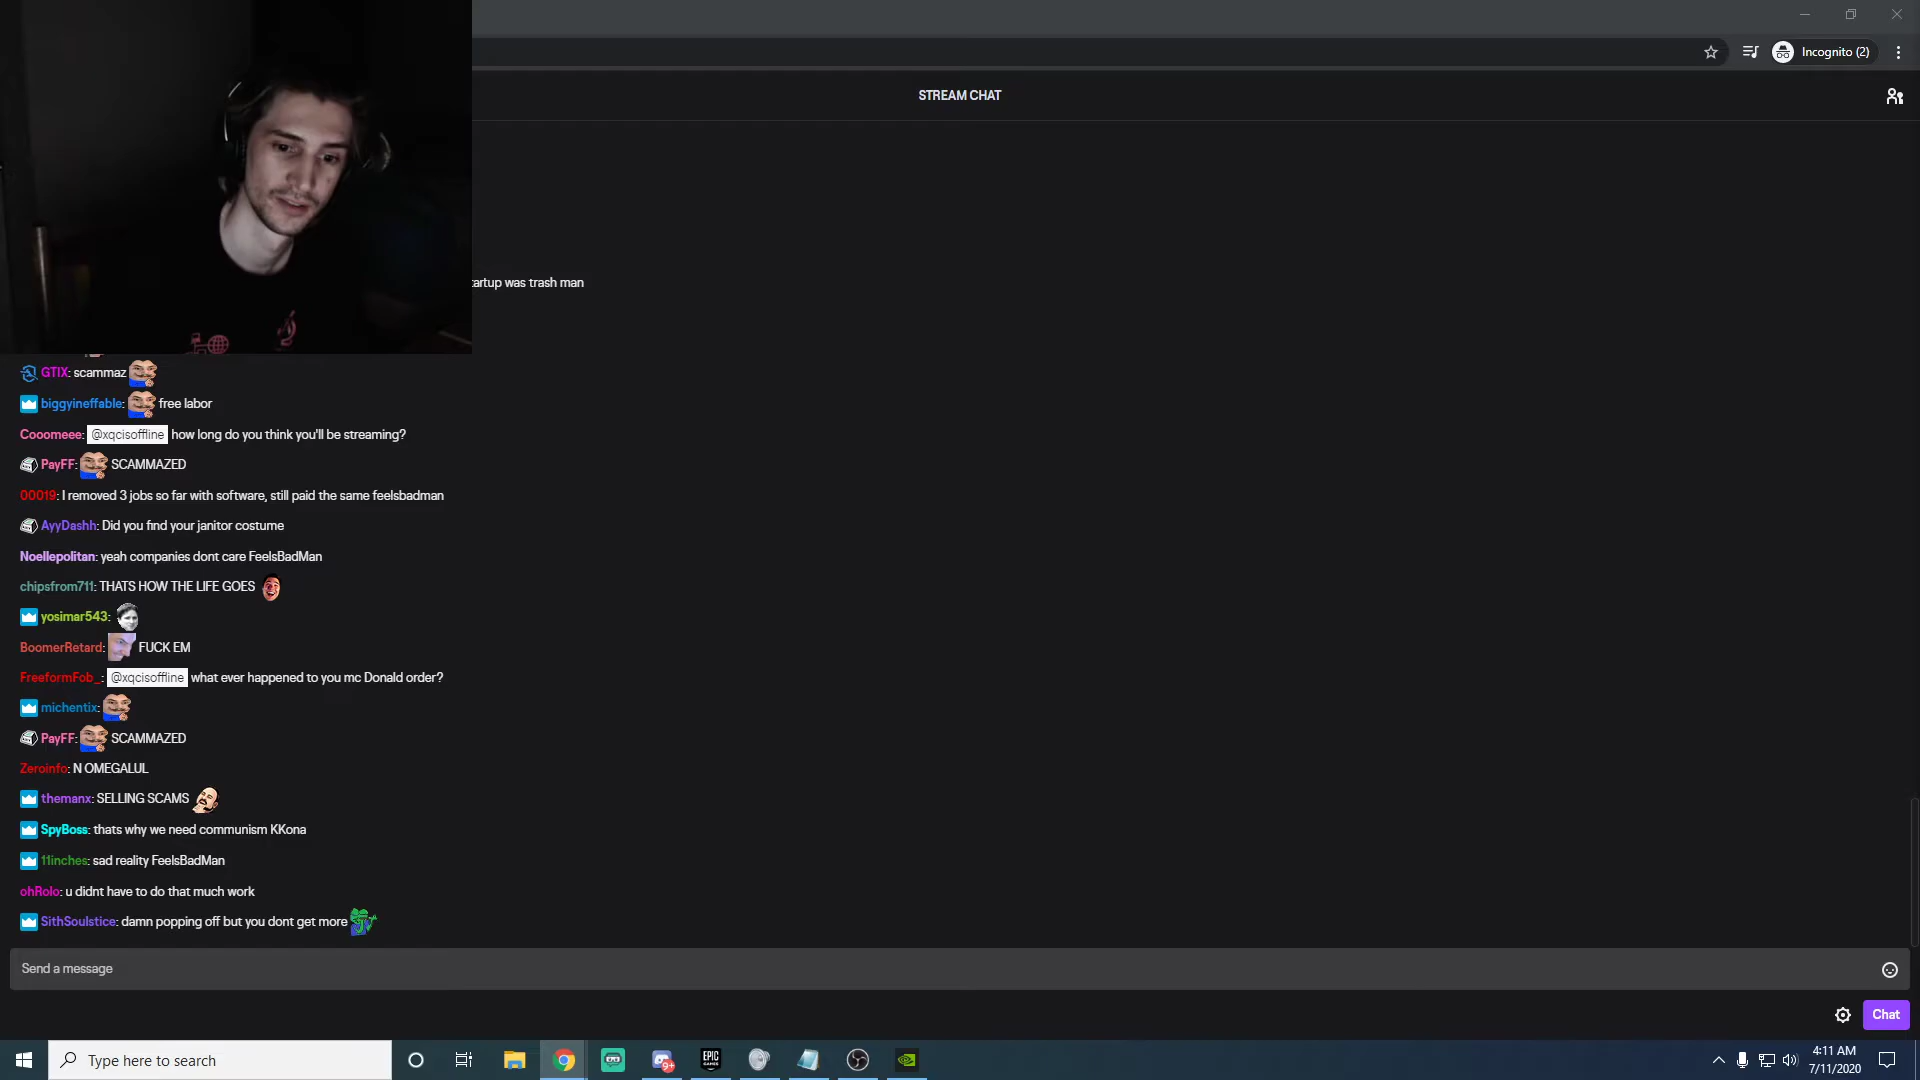 Incognito (2)
STREAM CHAT
artup was trash man
GTIX: scammaz
biggyineffable: free labor
Cooomeee: @xqcisoffline how long do you think you'll be streaming?
PayFF: SCAMMAZED
00019: I removed 3 jobs so far with software, still paid the same feelsbadman
AyyDashh: Did you find your janitor costume
Noellepolitan: yeah companies dont care FeelsBadMan
chipsfrom711: THATS HOW THE LIFE GOES
yosimar543:
BoomerRetard: FUCK EM
FreeformFob_: @xqcisoffline what ever happened to you mc Donald order?
michentix:
PayFF: SCAMMAZED
Zeroinfo: N OMEGALUL
themanx: SELLING SCAMS
SpyBoss: thats why we need communism KKona
11inches: sad reality FeelsBadMan
ohRolo: u didnt have to do that much work
SithSoulstice: damn popping off but you dont get more
Send a message
Chat
Type here to search
9+
EPIC
GAMES
4:11 AM
7/11/2020